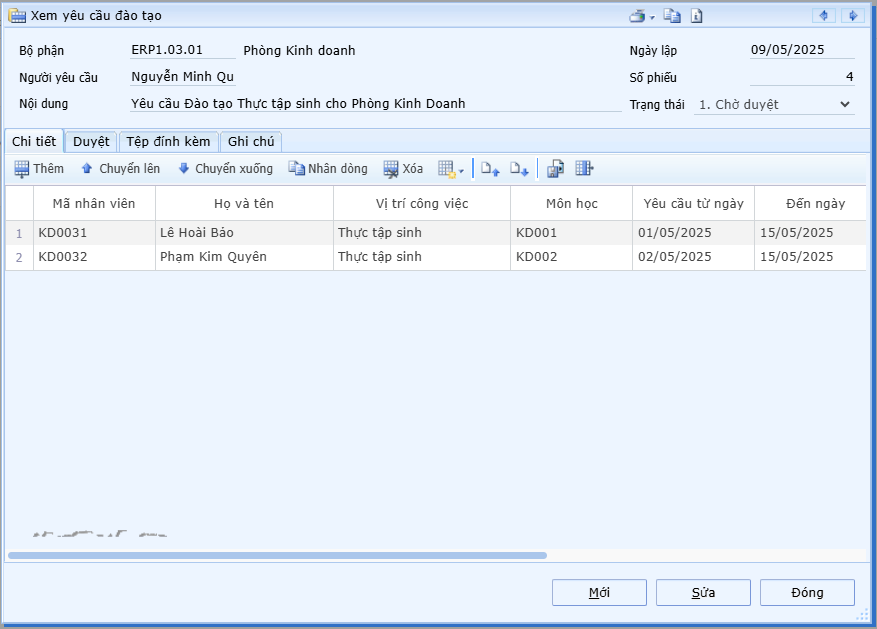 Xem yêu cầu đào tạo
Bộ phận ERP1.03.01 Phòng Kinh doanh Ngày lập 09/05/2025
Người yêu cầu Nguyễn Minh Qu Số phiếu 4
Nội dung Yêu cầu Đào tạo Thực tập sinh cho Phòng Kinh Doanh Trạng thái 1. Chờ duyệt
Chi tiết Duyệt Tệp đính kèm Ghi chú
Thêm Chuyển lên Chuyển xuống Nhân dòng Xóa
Mã nhân viên Họ và tên Vị trí công việc Môn học Yêu cầu từ ngày Đến ngày
1 KD0031 Lê Hoài Bảo Thực tập sinh KD001 01/05/2025 15/05/2025
2 KD0032 Phạm Kim Quyên Thực tập sinh KD002 02/05/2025 15/05/2025
Mới Sửa Đóng